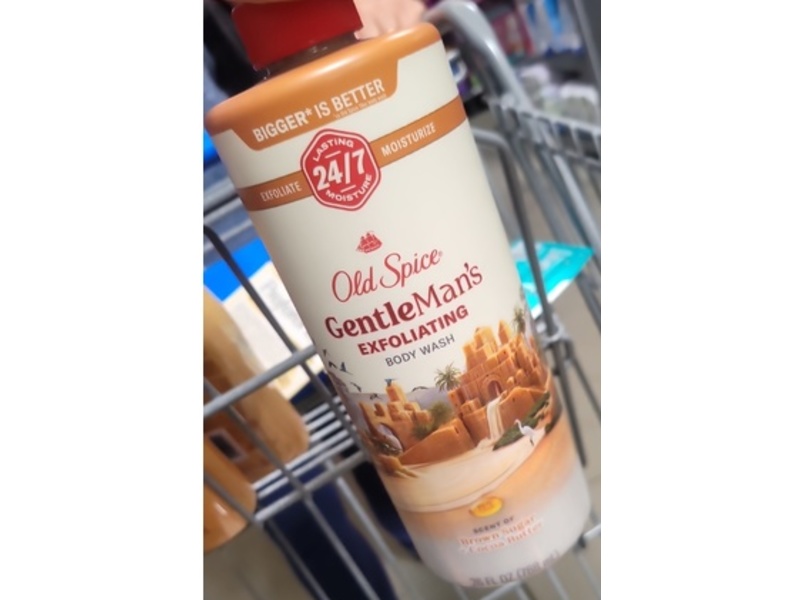 BIGGER* IS BETTER
LASTING
24/7
MOISTURE
EXFOLIATE
MOISTURIZE
Old Spice
GentleMan's
EXFOLIATING
BODY WASH
SCENT OF
Brown Sugar
+ Cocoa Butter